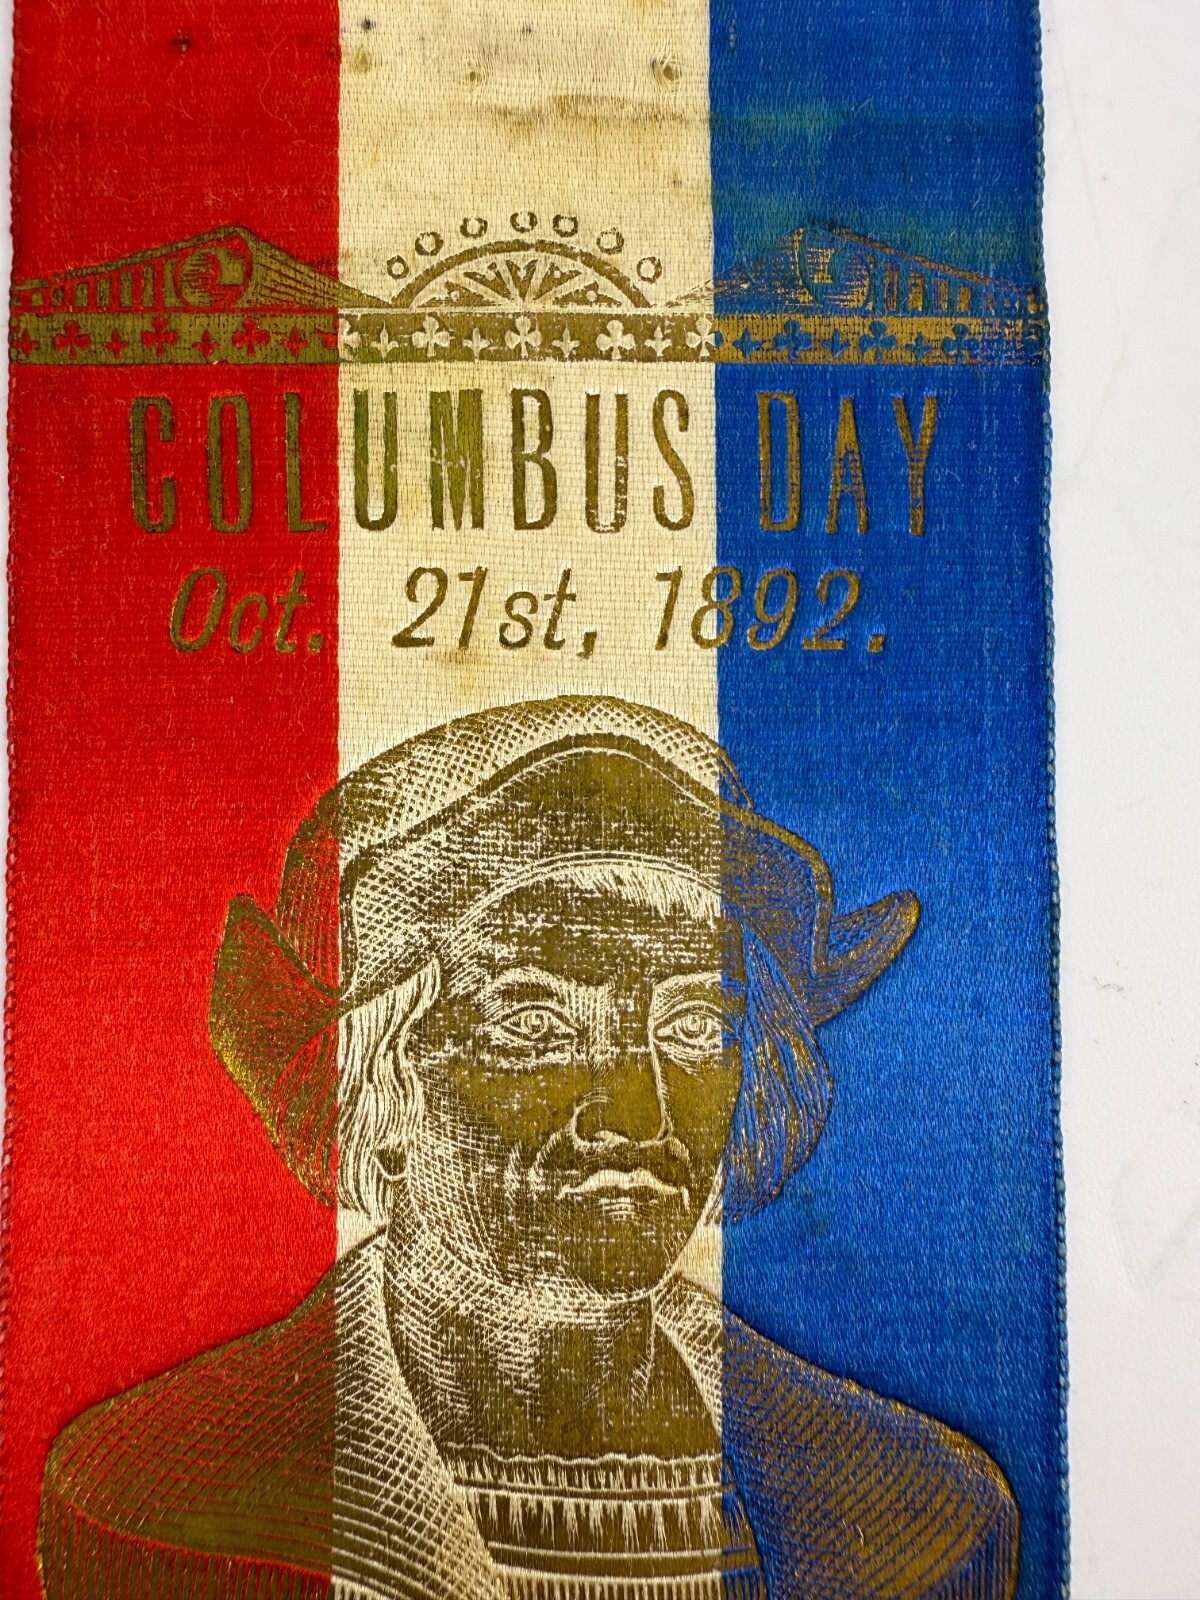 COLUMBUS DAY
Oct. 21st, 1892.